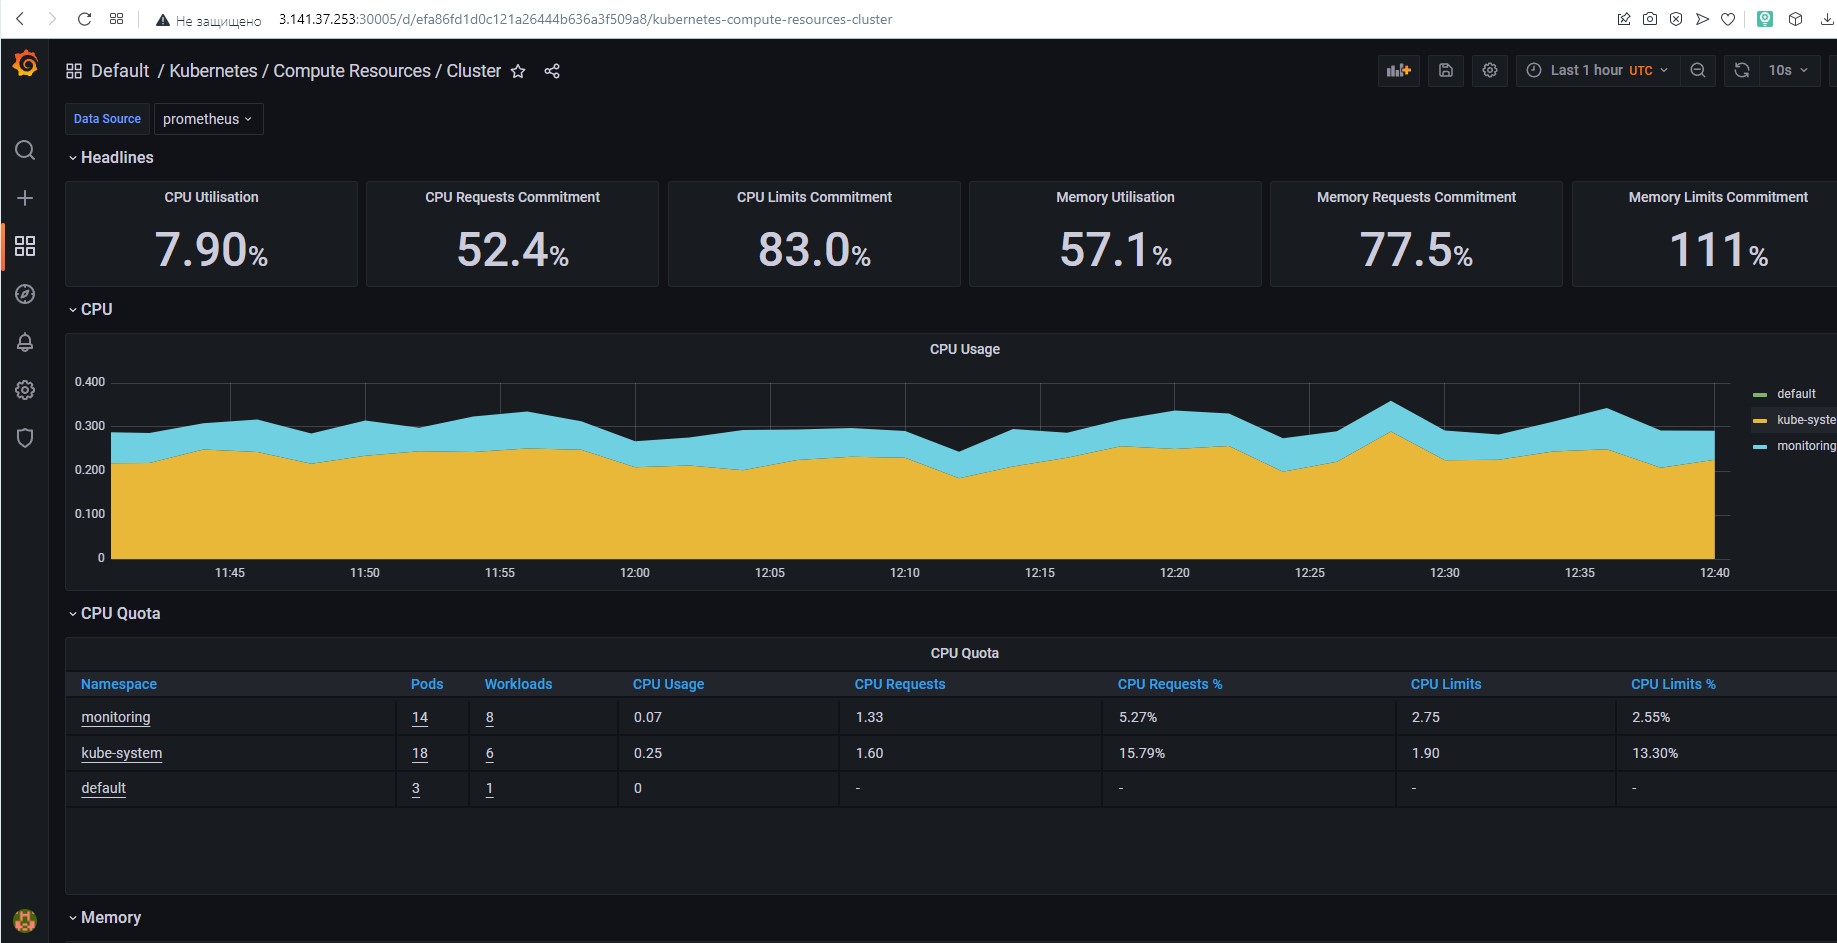 Не защищено 3.141.37.253:30005/d/efa86fd1d0c121a26444b636a3f509a8/kubernetes-compute-resources-cluster
Default / Kubernetes / Compute Resources / Cluster
Last 1 hour UTC 10s
Data Source prometheus
Headlines
CPU Utilisation CPU Requests Commitment CPU Limits Commitment Memory Utilisation Memory Requests Commitment Memory Limits Commitment
7.90% 52.4% 83.0% 57.1% 77.5% 111%
CPU
CPU Usage
0.400
0.300
0.200
0.100
0
11:45 11:50 11:55 12:00 12:05 12:10 12:15 12:20 12:25 12:30 12:35 12:40
default
kube-syste
monitoring
CPU Quota
CPU Quota
Namespace Pods Workloads CPU Usage CPU Requests CPU Requests % CPU Limits CPU Limits %
monitoring 14 8 0.07 1.33 5.27% 2.75 2.55%
kube-system 18 6 0.25 1.60 15.79% 1.90 13.30%
default 3 1 0 - - - -
Memory